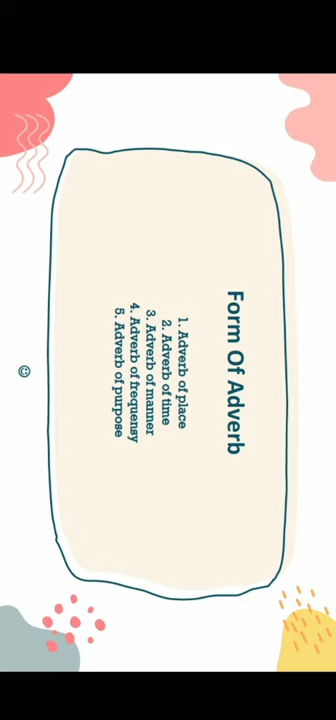 Form Of Adverb
1. Adverb of place
2. Adverb of time
3. Adverb of manner
4. Adverb of frequensy
5. Adverb of purpose